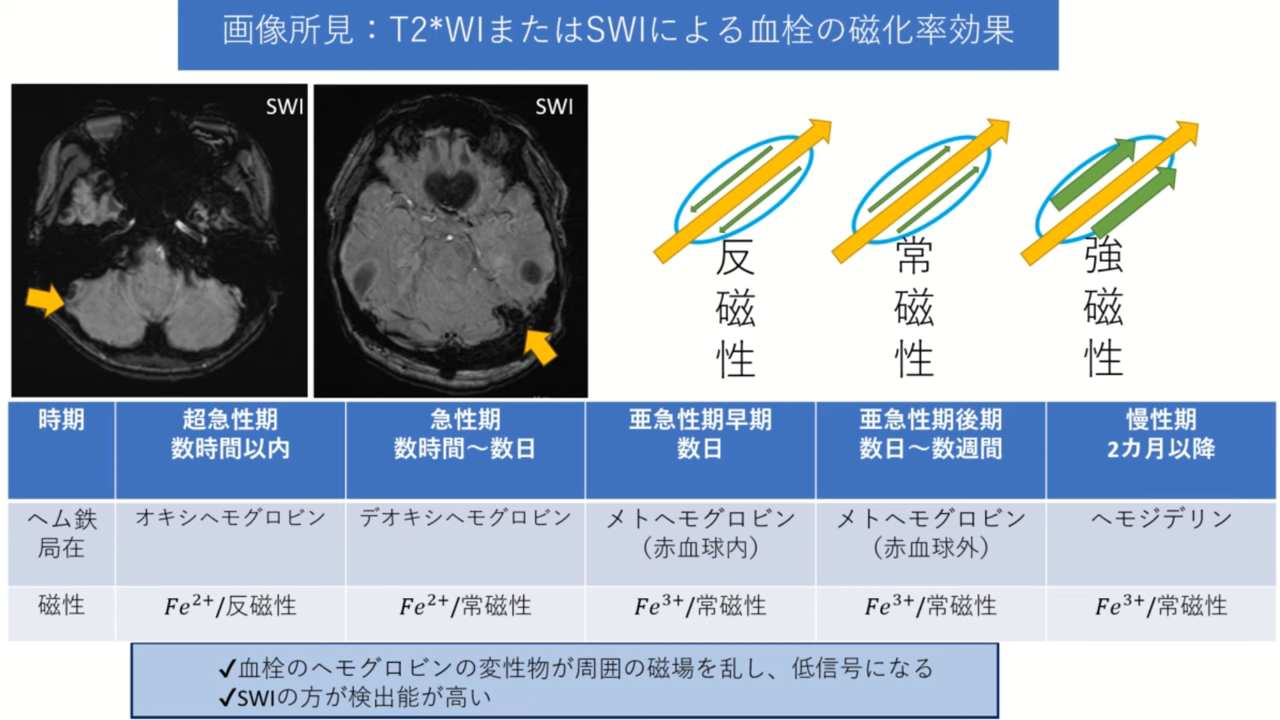 画像所見：T2*WIまたはSWIによる血栓の磁化率効果
SWI
SWI
反磁性
常磁性
強磁性
時期
超急性期
数時間以内
急性期
数時間～数日
亜急性期早期
数日
亜急性期後期
数日～数週間
慢性期
2カ月以降
ヘム鉄
局在
オキシヘモグロビン
デオキシヘモグロビン
メトヘモグロビン
（赤血球内）
メトヘモグロビン
（赤血球外）
ヘモジデリン
磁性
Fe²⁺/反磁性
Fe²⁺/常磁性
Fe³⁺/常磁性
Fe³⁺/常磁性
Fe³⁺/常磁性
✓血栓のヘモグロビンの変性物が周囲の磁場を乱し、低信号になる
✓SWIの方が検出能が高い